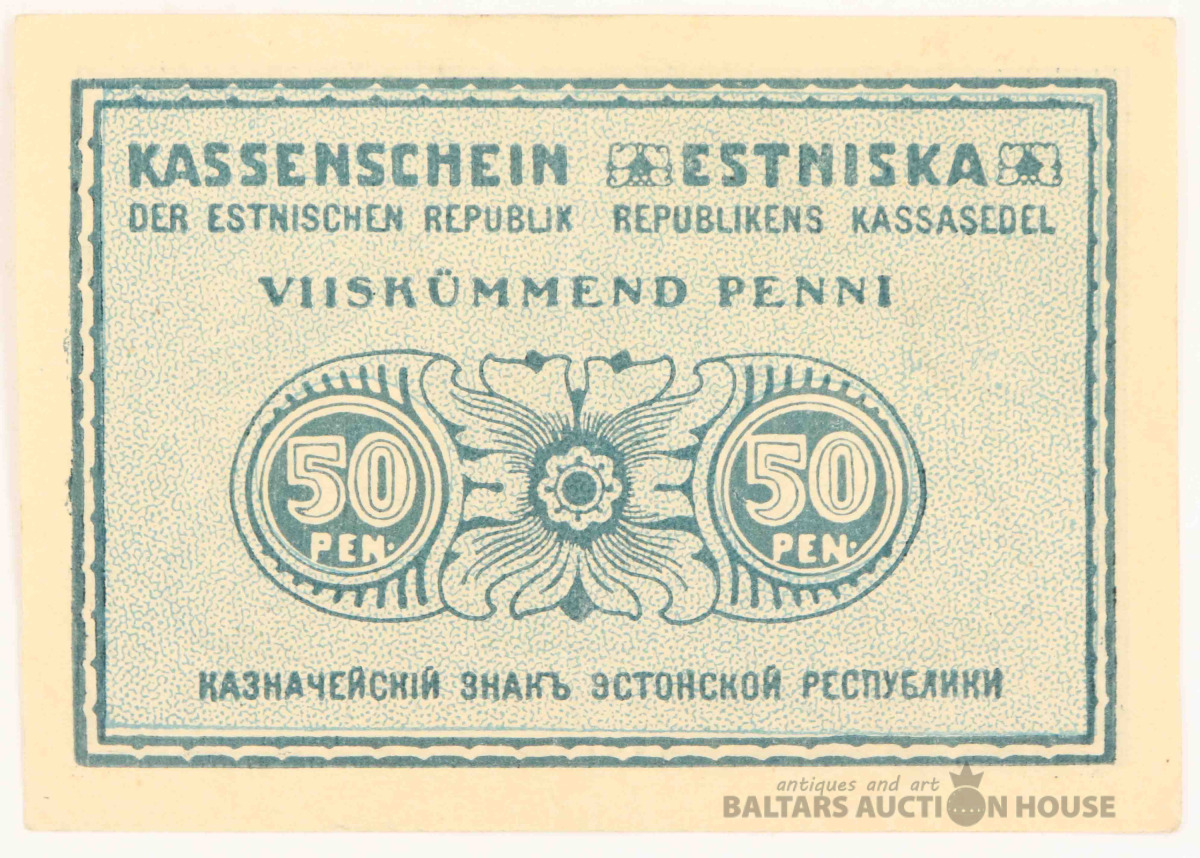 KASSENSCHEIN ESTNISKA
DER ESTNISCHEN REPUBLIK REPUBLIKENS KASSASEDEL
VIISKÜMMEND PENNI
50 50
PEN. PEN.
КАЗНАЧЕЙСКІЙ ЗНАКЪ ЭСТОНСКОЙ РЕСПУБЛИКИ
antiques and art
BALTARS AUCTION HOUSE